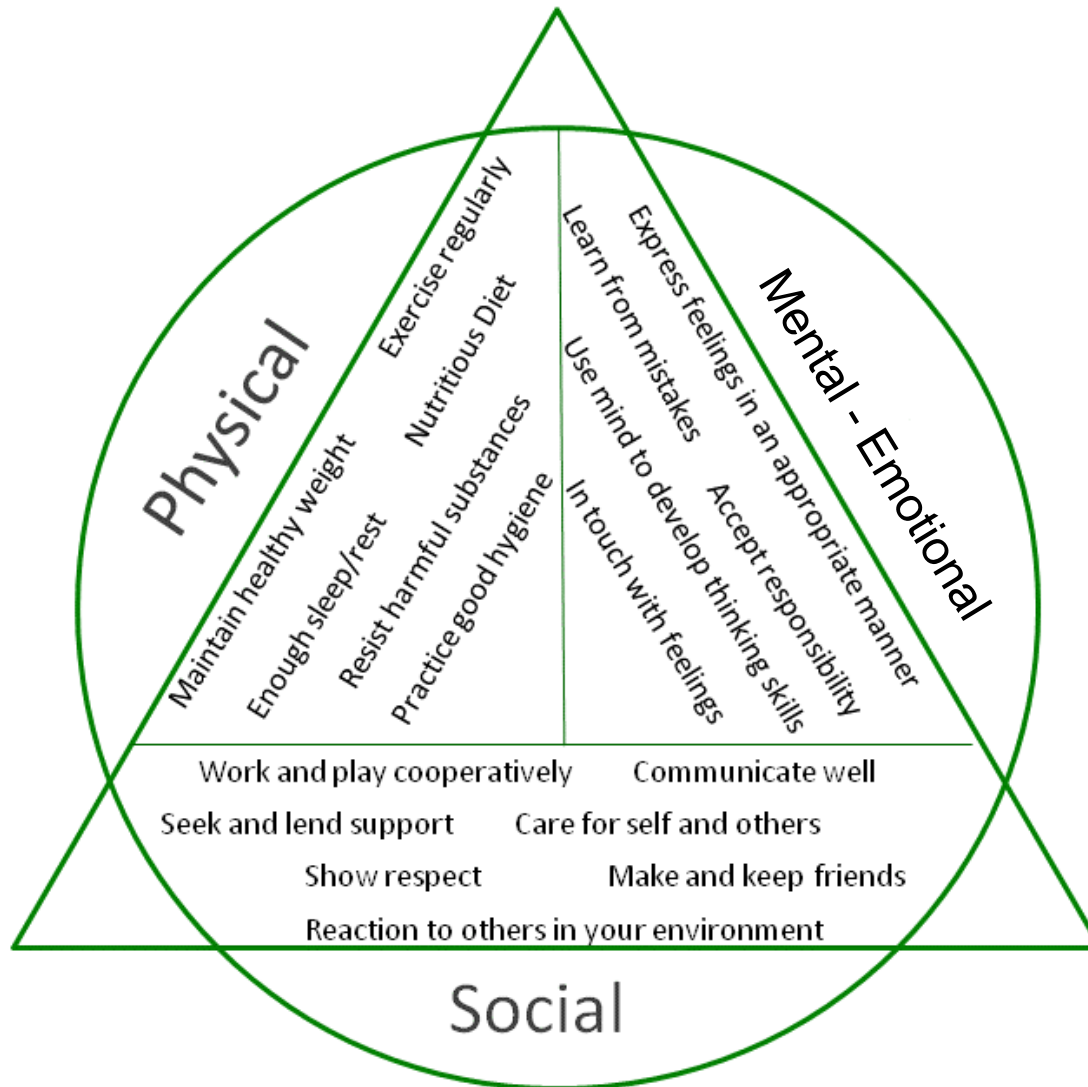 Physical
Exercise regularly
Nutritious Diet
Maintain healthy weight
Enough sleep/rest
Resist harmful substances
Practice good hygiene
Mental - Emotional
Express feelings in an appropriate manner
Learn from mistakes
Use mind to develop thinking skills
Accept responsibility
In touch with feelings
Work and play cooperatively Communicate well
Seek and lend support Care for self and others
Show respect Make and keep friends
Reaction to others in your environment
Social